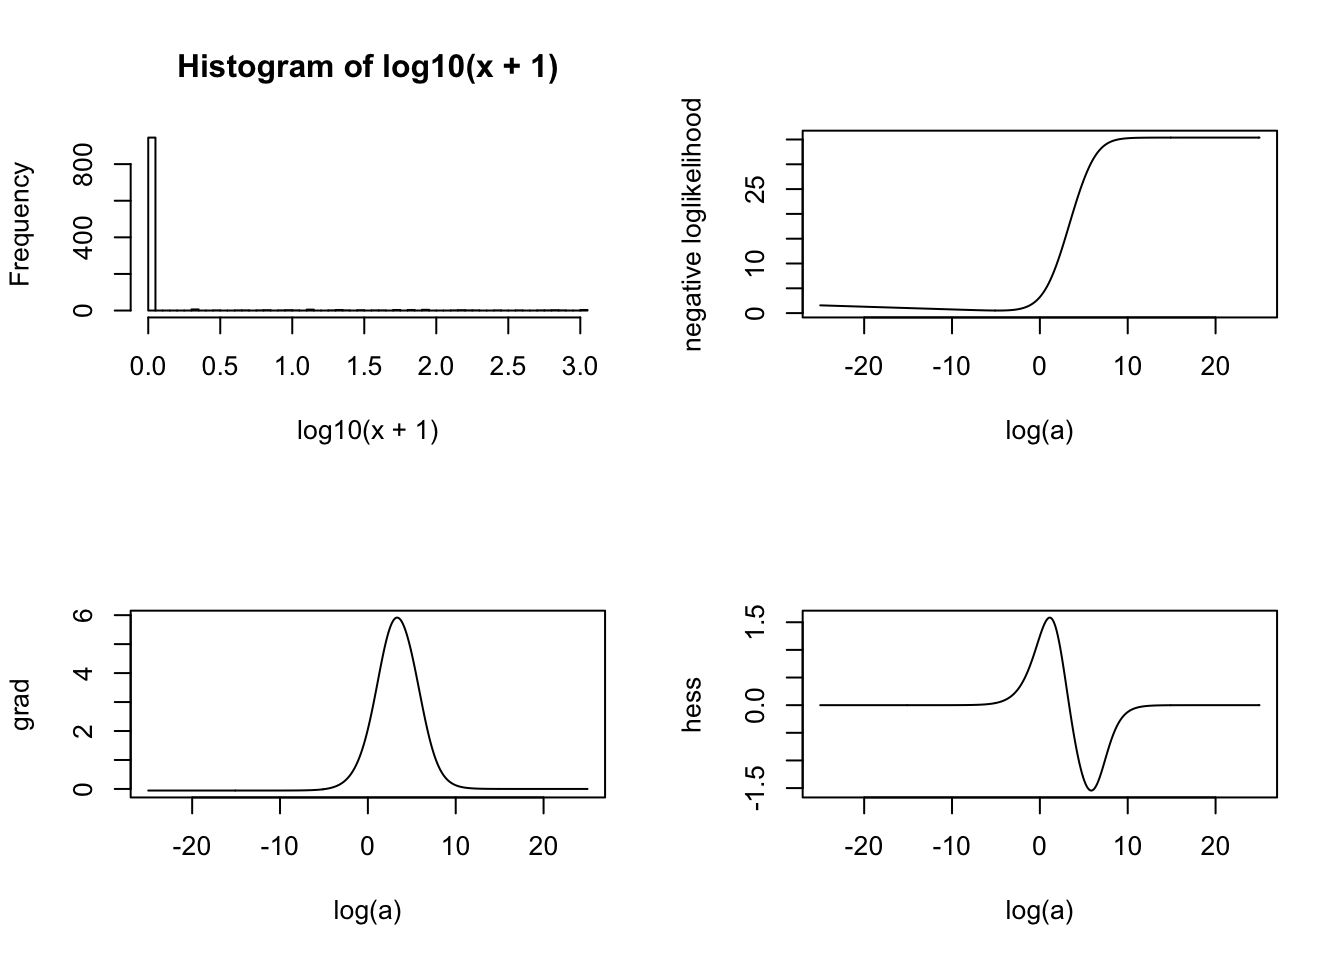 Histogram of log10(x + 1)
Frequency
0
400
800
0.0 0.5 1.0 1.5 2.0 2.5 3.0
log10(x + 1)
negative loglikelihood
0
10
25
-20 -10 0 10 20
log(a)
grad
0
2
4
6
-20 -10 0 10 20
log(a)
hess
-1.5
0.0
1.5
-20 -10 0 10 20
log(a)